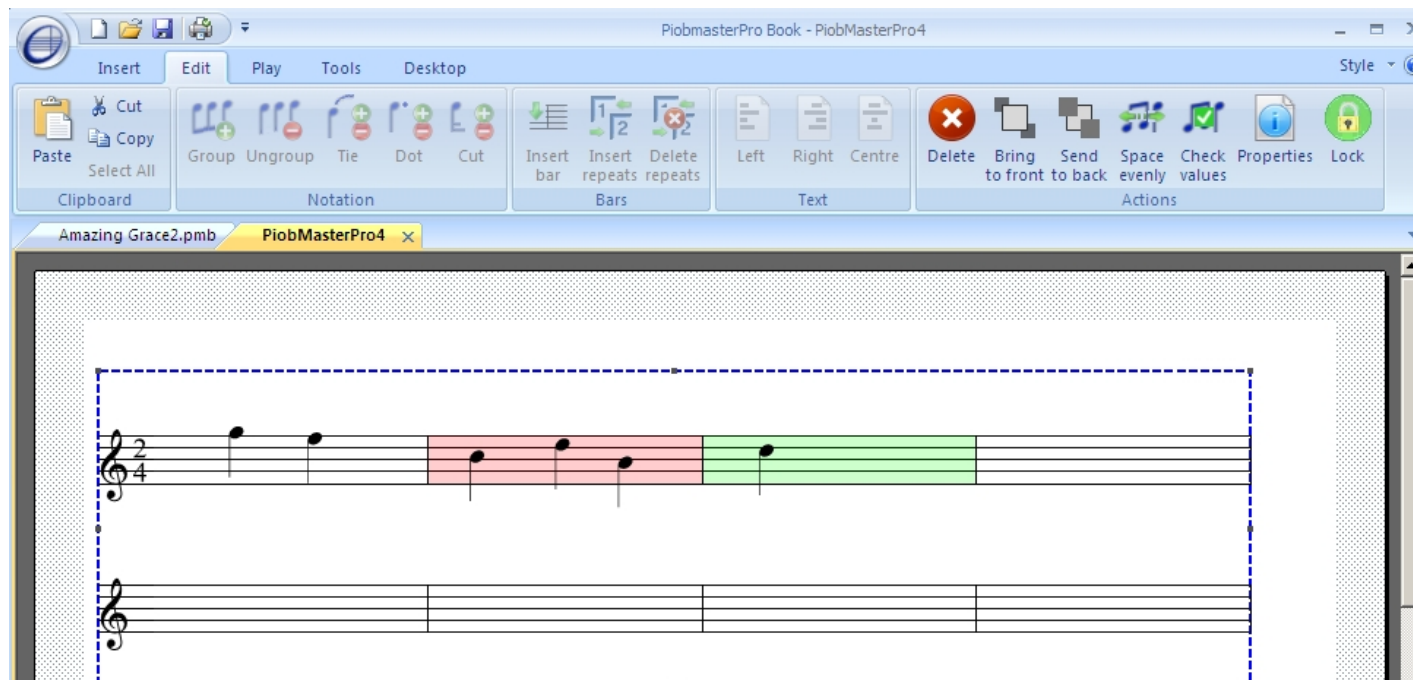 PiobmasterPro Book - PiobMasterPro4
Insert Edit Play Tools Desktop Style
Paste
Cut
Copy
Select All
Clipboard
Group Ungroup Tie Dot Cut
Notation
Insert bar
Insert repeats
Delete repeats
Bars
Left Right Centre
Text
Delete
Bring to front
Send to back
Space evenly
Check values
Properties
Lock
Actions
Amazing Grace2.pmb PiobMasterPro4
2
4